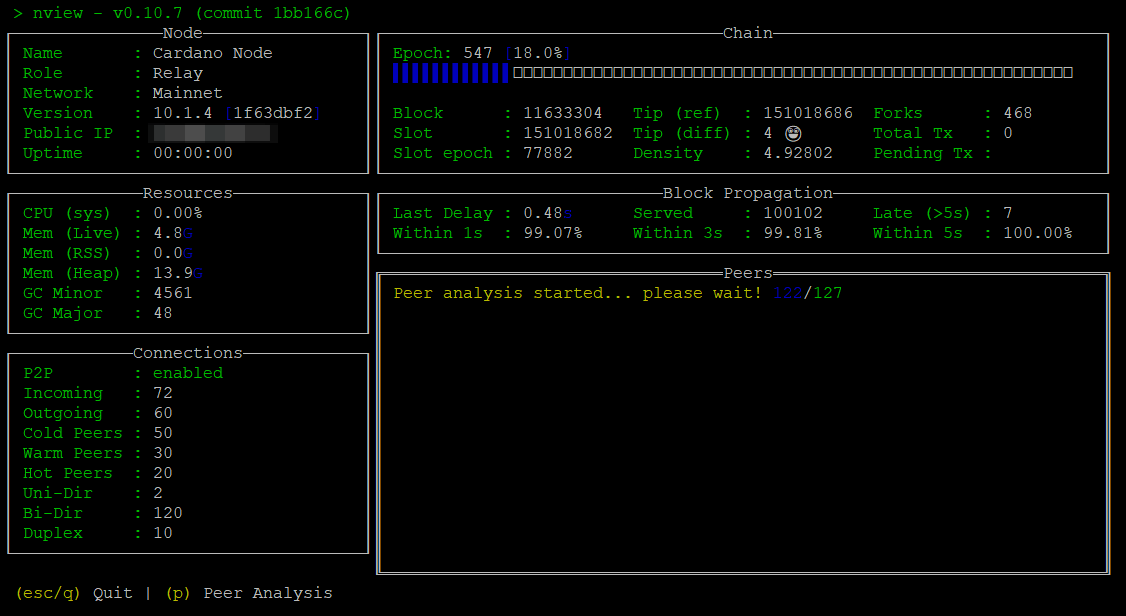 > nview - v0.10.7 (commit 1bb166c)
Node
Name : Cardano Node
Role : Relay
Network : Mainnet
Version : 10.1.4 [1f63dbf2]
Public IP :
Uptime : 00:00:00
Chain
Epoch: 547 [18.0%]
Block : 11633304 Tip (ref) : 151018686 Forks : 468
Slot : 151018682 Tip (diff) : 4 😀 Total Tx : 0
Slot epoch : 77882 Density : 4.92802 Pending Tx :
Resources
CPU (sys) : 0.00%
Mem (Live) : 4.8G
Mem (RSS) : 0.0G
Mem (Heap) : 13.9G
GC Minor : 4561
GC Major : 48
Block Propagation
Last Delay : 0.48s Served : 100102 Late (>5s) : 7
Within 1s : 99.07% Within 3s : 99.81% Within 5s : 100.00%
Connections
P2P : enabled
Incoming : 72
Outgoing : 60
Cold Peers : 50
Warm Peers : 30
Hot Peers : 20
Uni-Dir : 2
Bi-Dir : 120
Duplex : 10
Peers
Peer analysis started... please wait! 122/127
(esc/q) Quit | (p) Peer Analysis